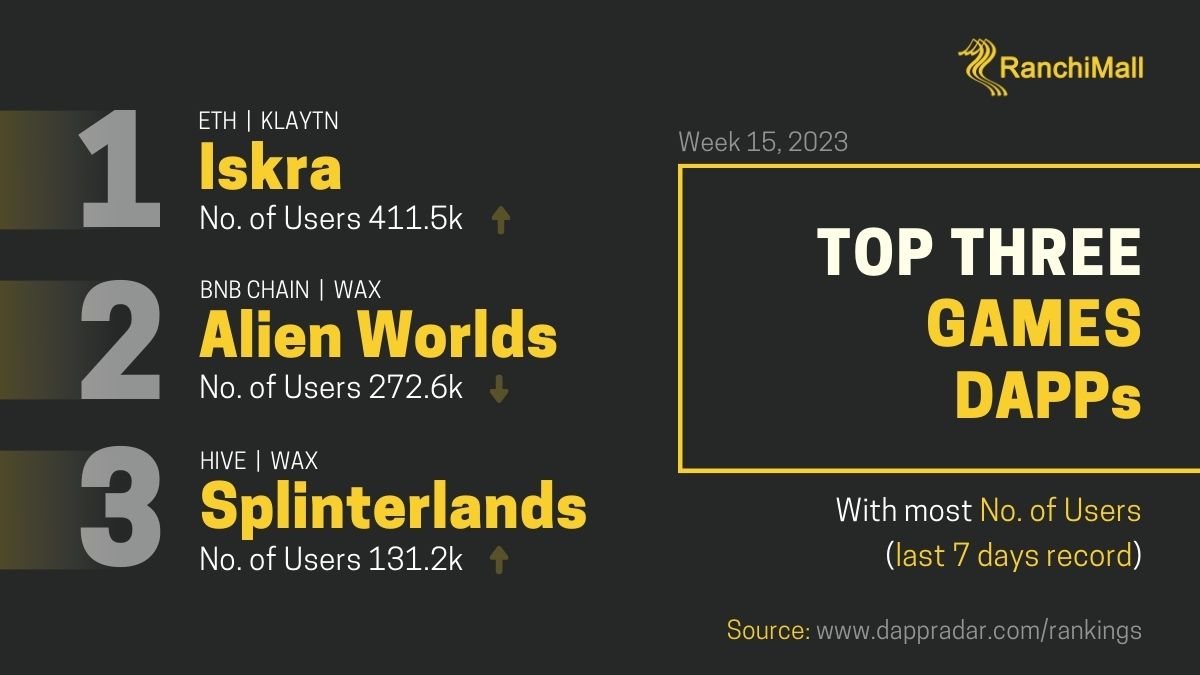 RanchiMall
1
ETH | KLAYTN
Iskra
No. of Users 411.5k
2
BNB CHAIN | WAX
Alien Worlds
No. of Users 272.6k
3
HIVE | WAX
Splinterlands
No. of Users 131.2k
Week 15, 2023
TOP THREE
GAMES
DAPPs
With most No. of Users
(last 7 days record)
Source: www.dappradar.com/rankings